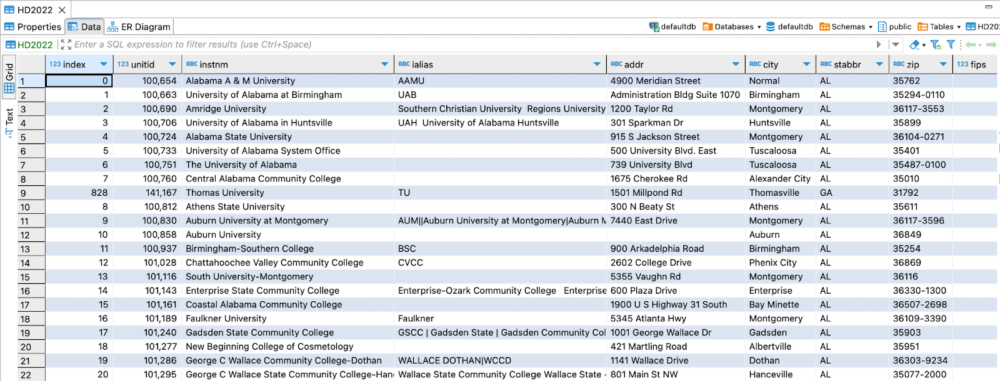 HD2022
Properties Data ER Diagram defaultdb Databases defaultdb Schemas public Tables HD20
HD2022 Enter a SQL expression to filter results (use Ctrl+Space)
Grid
Text
123 index 123 unitid ABC instnm ABC ialias ABC addr ABC city ABC stabbr ABC zip 123 fips
1 0 100,654 Alabama A & M University AAMU 4900 Meridian Street Normal AL 35762
2 1 100,663 University of Alabama at Birmingham UAB Administration Bldg Suite 1070 Birmingham AL 35294-0110
3 2 100,690 Amridge University Southern Christian University  Regions University 1200 Taylor Rd Montgomery AL 36117-3553
4 3 100,706 University of Alabama in Huntsville UAH  University of Alabama Huntsville 301 Sparkman Dr Huntsville AL 35899
5 4 100,724 Alabama State University 915 S Jackson Street Montgomery AL 36104-0271
6 5 100,733 University of Alabama System Office 500 University Blvd. East Tuscaloosa AL 35401
7 6 100,751 The University of Alabama 739 University Blvd Tuscaloosa AL 35487-0100
8 7 100,760 Central Alabama Community College 1675 Cherokee Rd Alexander City AL 35010
9 828 141,167 Thomas University TU 1501 Millpond Rd Thomasville GA 31792
10 8 100,812 Athens State University 300 N Beaty St Athens AL 35611
11 9 100,830 Auburn University at Montgomery AUM||Auburn University at Montgomery|Auburn M 7440 East Drive Montgomery AL 36117-3596
12 10 100,858 Auburn University Auburn AL 36849
13 11 100,937 Birmingham-Southern College BSC 900 Arkadelphia Road Birmingham AL 35254
14 12 101,028 Chattahoochee Valley Community College CVCC 2602 College Drive Phenix City AL 36869
15 13 101,116 South University-Montgomery 5355 Vaughn Rd Montgomery AL 36116
16 14 101,143 Enterprise State Community College Enterprise-Ozark Community College   Enterprise 600 Plaza Drive Enterprise AL 36330-1300
17 15 101,161 Coastal Alabama Community College 1900 U S Highway 31 South Bay Minette AL 36507-2698
18 16 101,189 Faulkner University Faulkner 5345 Atlanta Hwy Montgomery AL 36109-3390
19 17 101,240 Gadsden State Community College GSCC | Gadsden State | Gadsden Community Col 1001 George Wallace Dr Gadsden AL 35903
20 18 101,277 New Beginning College of Cosmetology 421 Martling Road Albertville AL 35951
21 19 101,286 George C Wallace Community College-Dothan WALLACE DOTHAN|WCCD 1141 Wallace Drive Dothan AL 36303-9234
22 20 101,295 George C Wallace State Community College-Han Wallace State Community College Wallace State - 801 Main St NW Hanceville AL 35077-2000